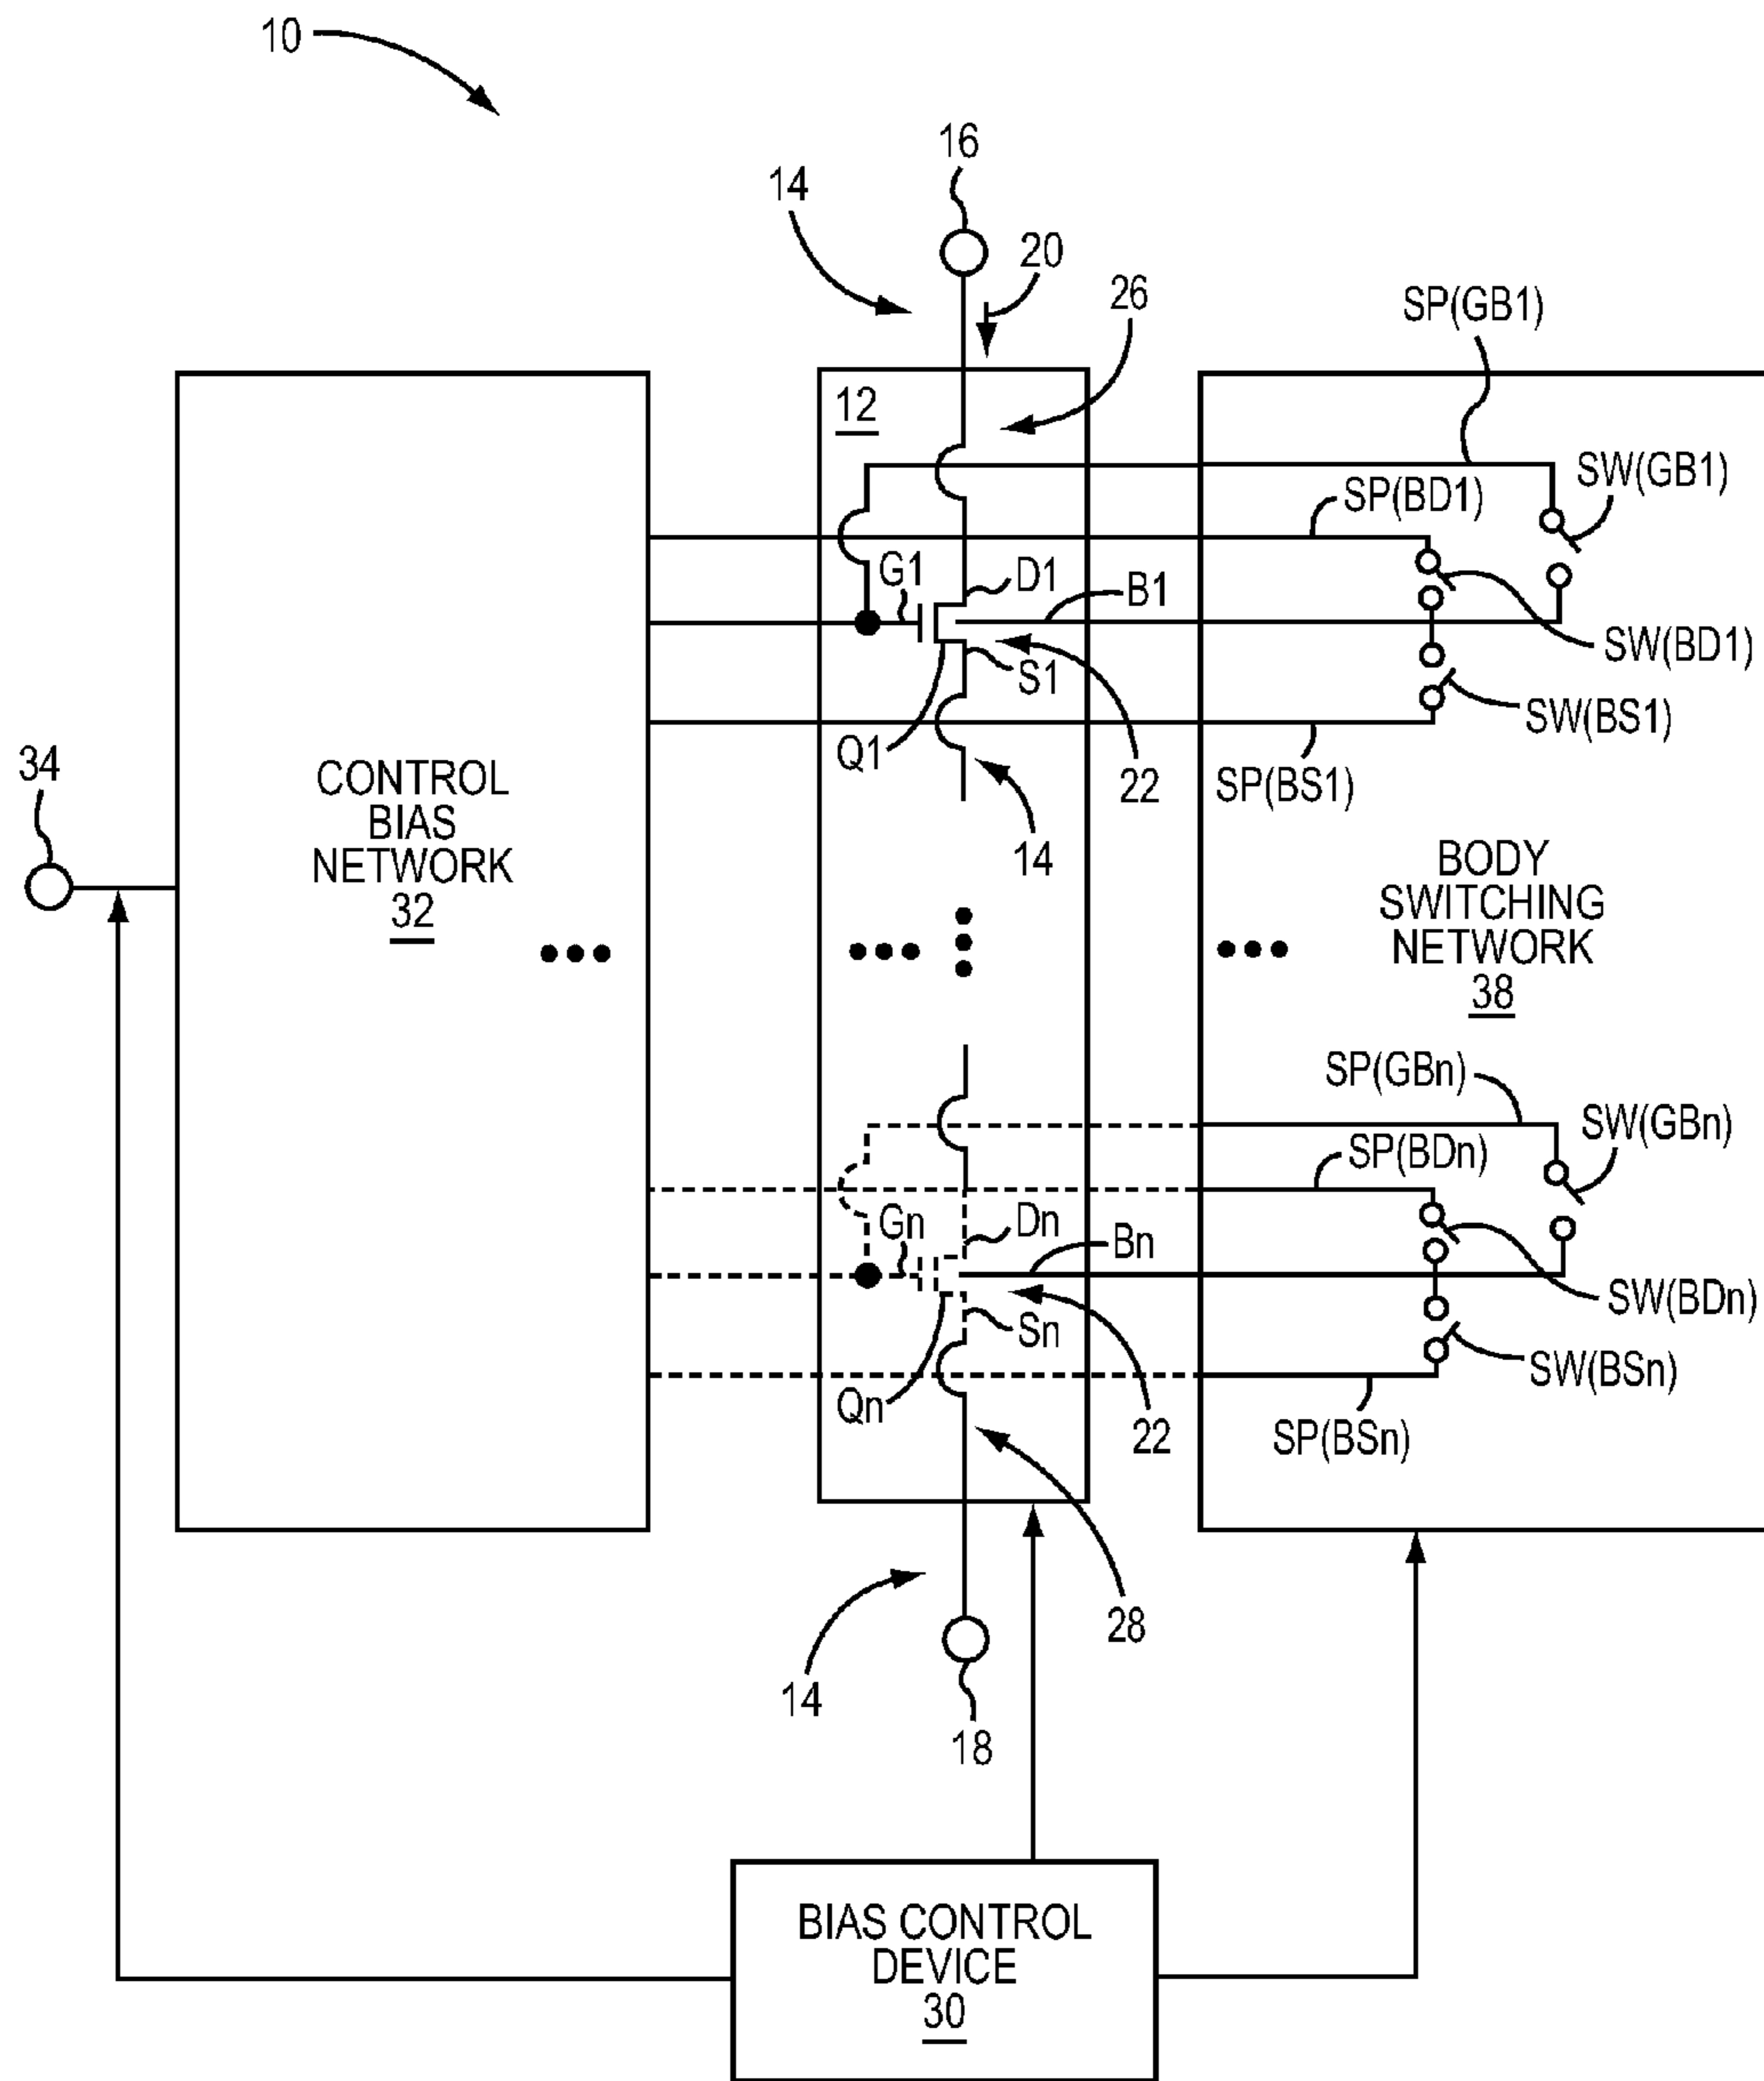 10
16
14
20
26
SP(GB1)
12
SW(GB1)
SP(BD1)
G1
D1
B1
SW(BD1)
S1
SW(BS1)
Q1
22
SP(BS1)
34
CONTROL
BIAS
NETWORK
32
14
BODY
SWITCHING
NETWORK
38
SP(GBn)
SW(GBn)
SP(BDn)
Gn
Dn
Bn
SW(BDn)
Sn
SW(BSn)
Qn
22
SP(BSn)
28
14
18
BIAS CONTROL
DEVICE
30